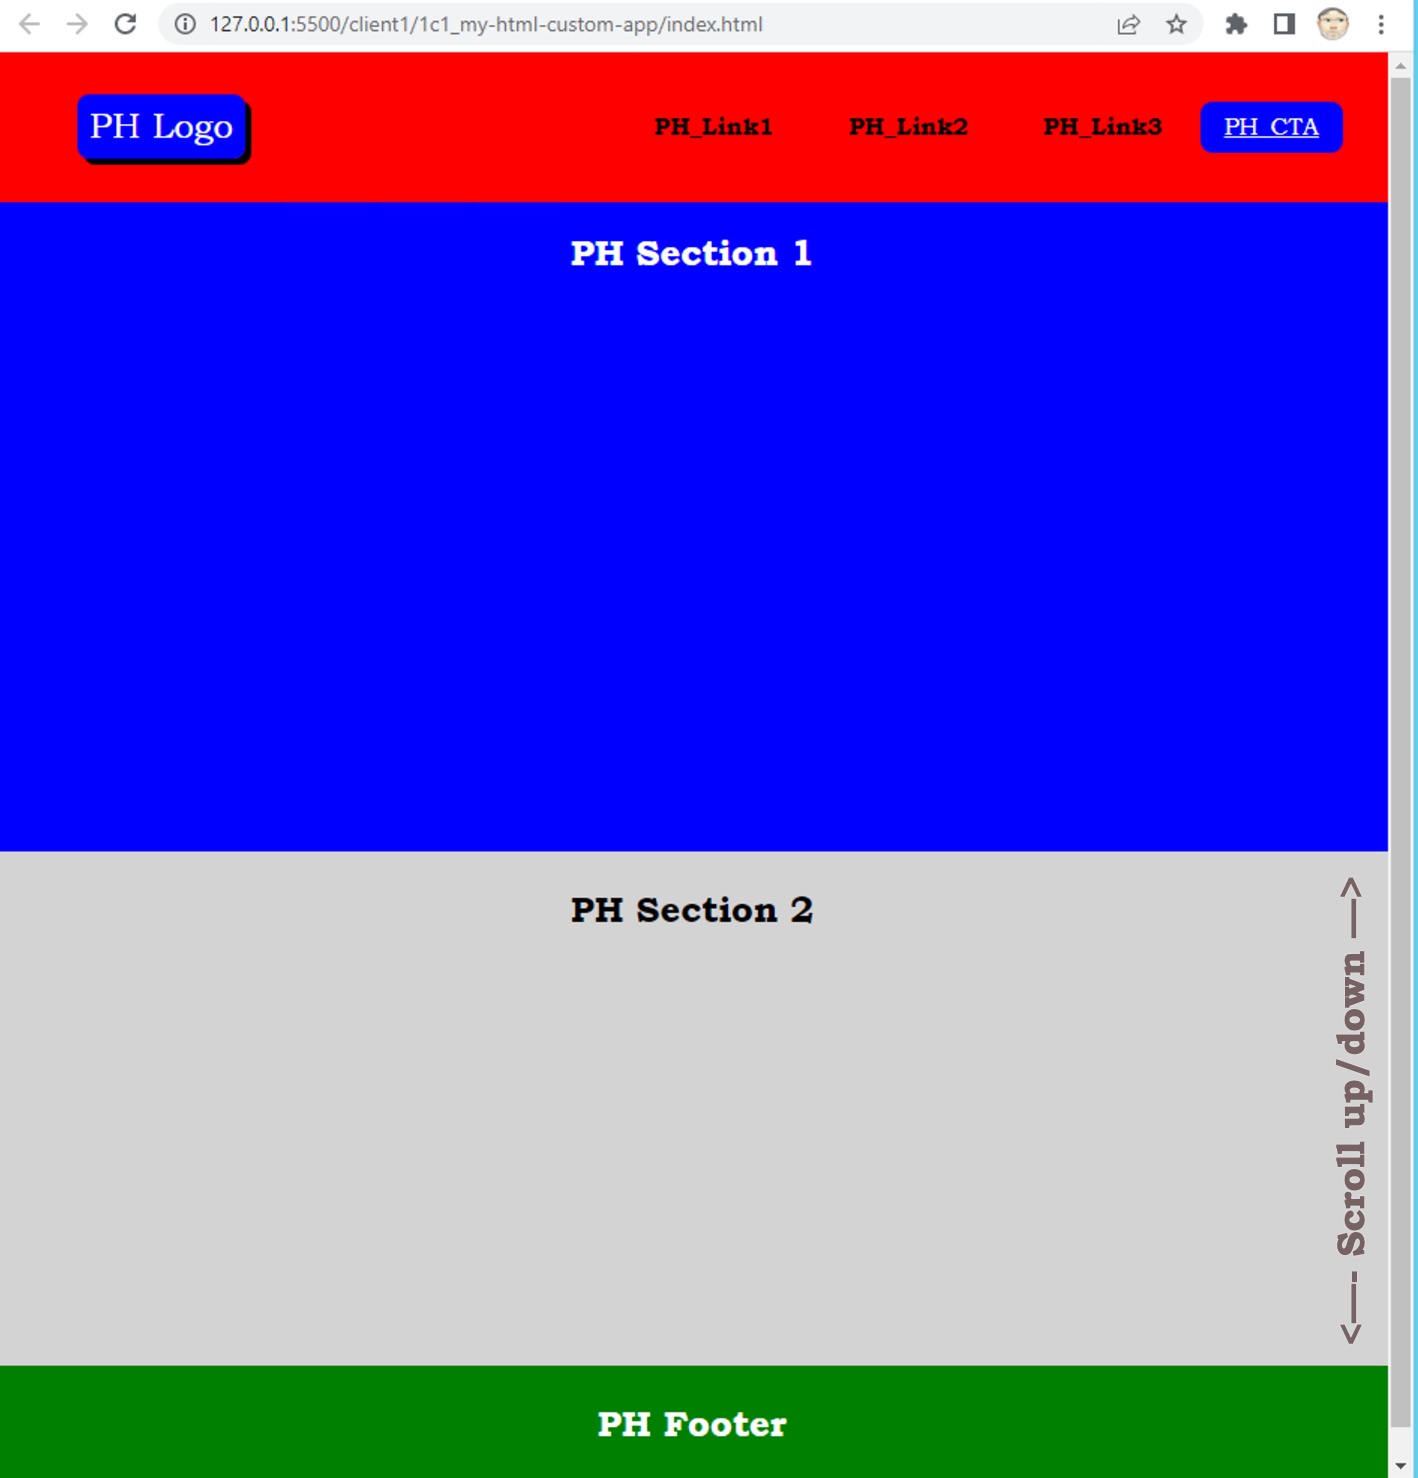 127.0.0.1:5500/client1/1c1_my-html-custom-app/index.html
PH Logo
PH_Link1
PH_Link2
PH_Link3
PH_CTA
PH Section 1
PH Section 2
<—- Scroll up/down —>
PH Footer